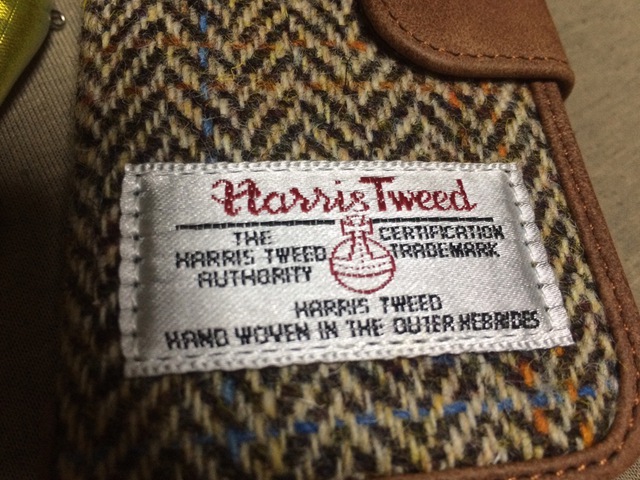 Harris Tweed
THE HARRIS TWEED AUTHORITY
CERTIFICATION TRADEMARK
HARRIS TWEED
HAND WOVEN IN THE OUTER HEBRIDES